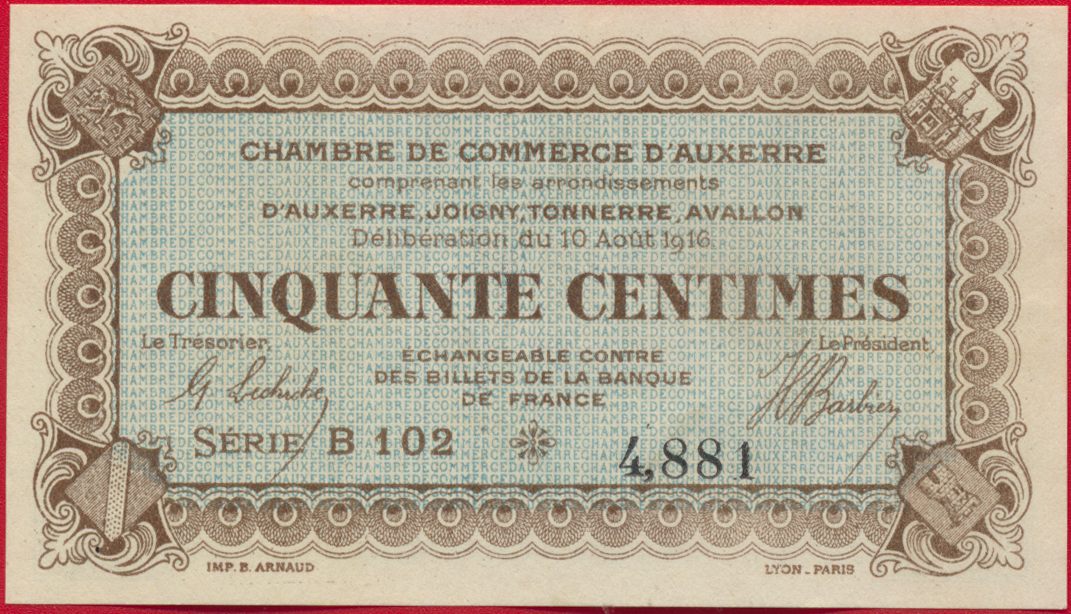 CHAMBRE DE COMMERCE D'AUXERRE
comprenant les arrondissements
D'AUXERRE, JOIGNY, TONNERRE, AVALLON
Délibération du 10 Août 1916
CINQUANTE CENTIMES
Le Tresorier, Le Président,
ÉCHANGEABLE CONTRE
DES BILLETS DE LA BANQUE
DE FRANCE
H Barbier
SÉRIE B 102 4,881
IMP. B. ARNAUD LYON - PARIS